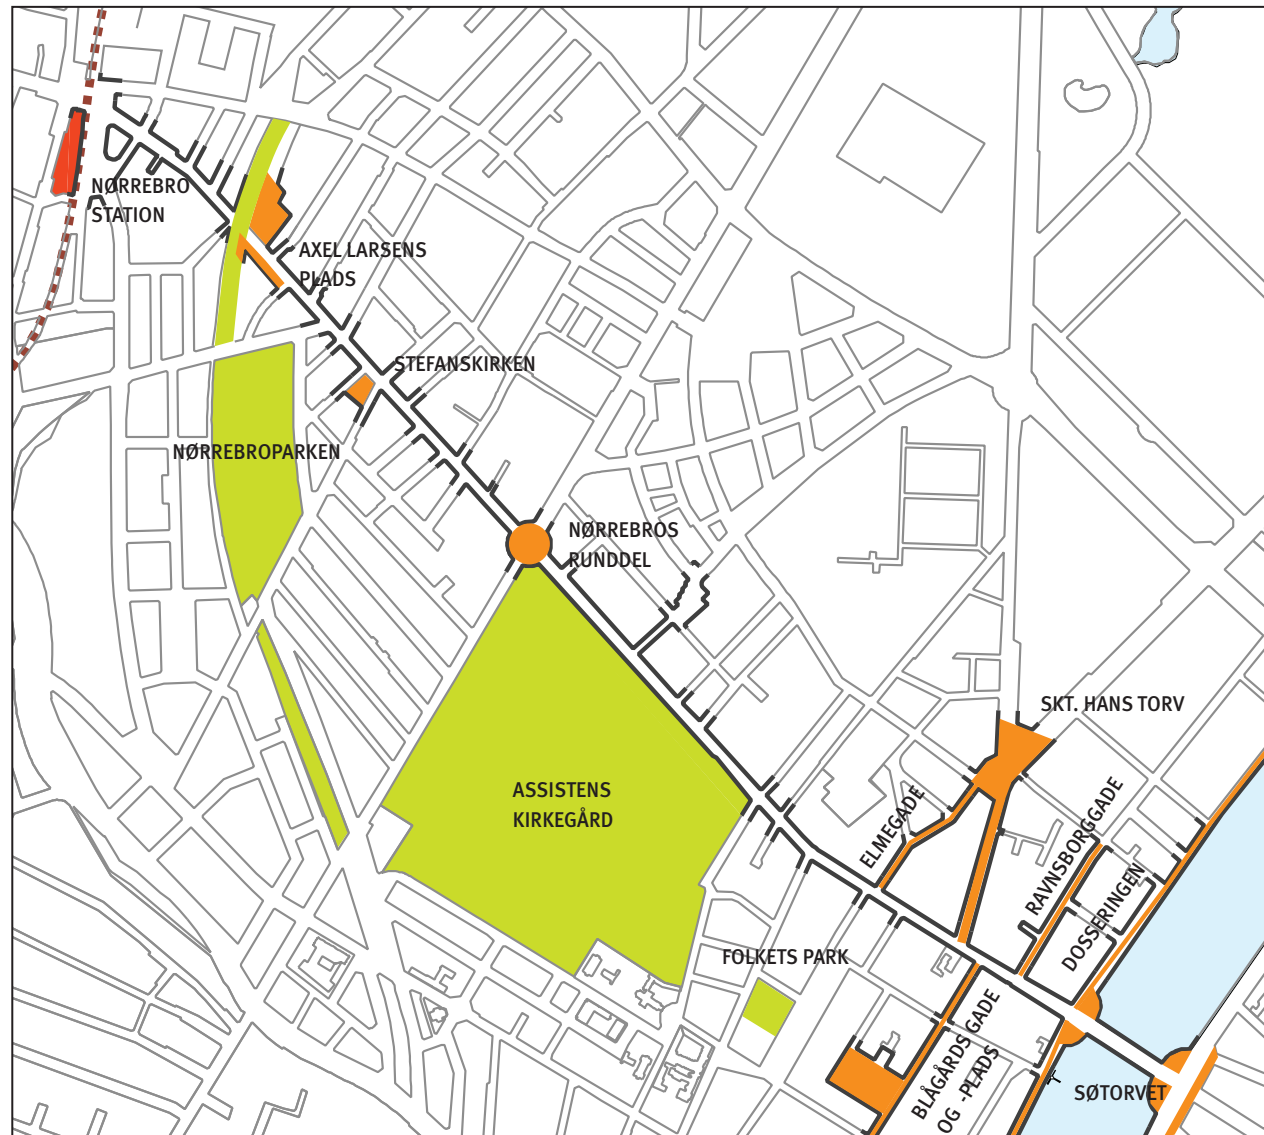 NØRREBRO
STATION
AXEL LARSENS
PLADS
STEFANSKIRKEN
NØRREBROPARKEN
NØRREBROS
RUNDDEL
SKT. HANS TORV
ASSISTENS
KIRKEGÅRD
ELMEGADE
RAVNSBORGGADE
DOSSERINGEN
FOLKETS PARK
BLÅGÅRDS GADE
OG -PLADS
SØTORVET